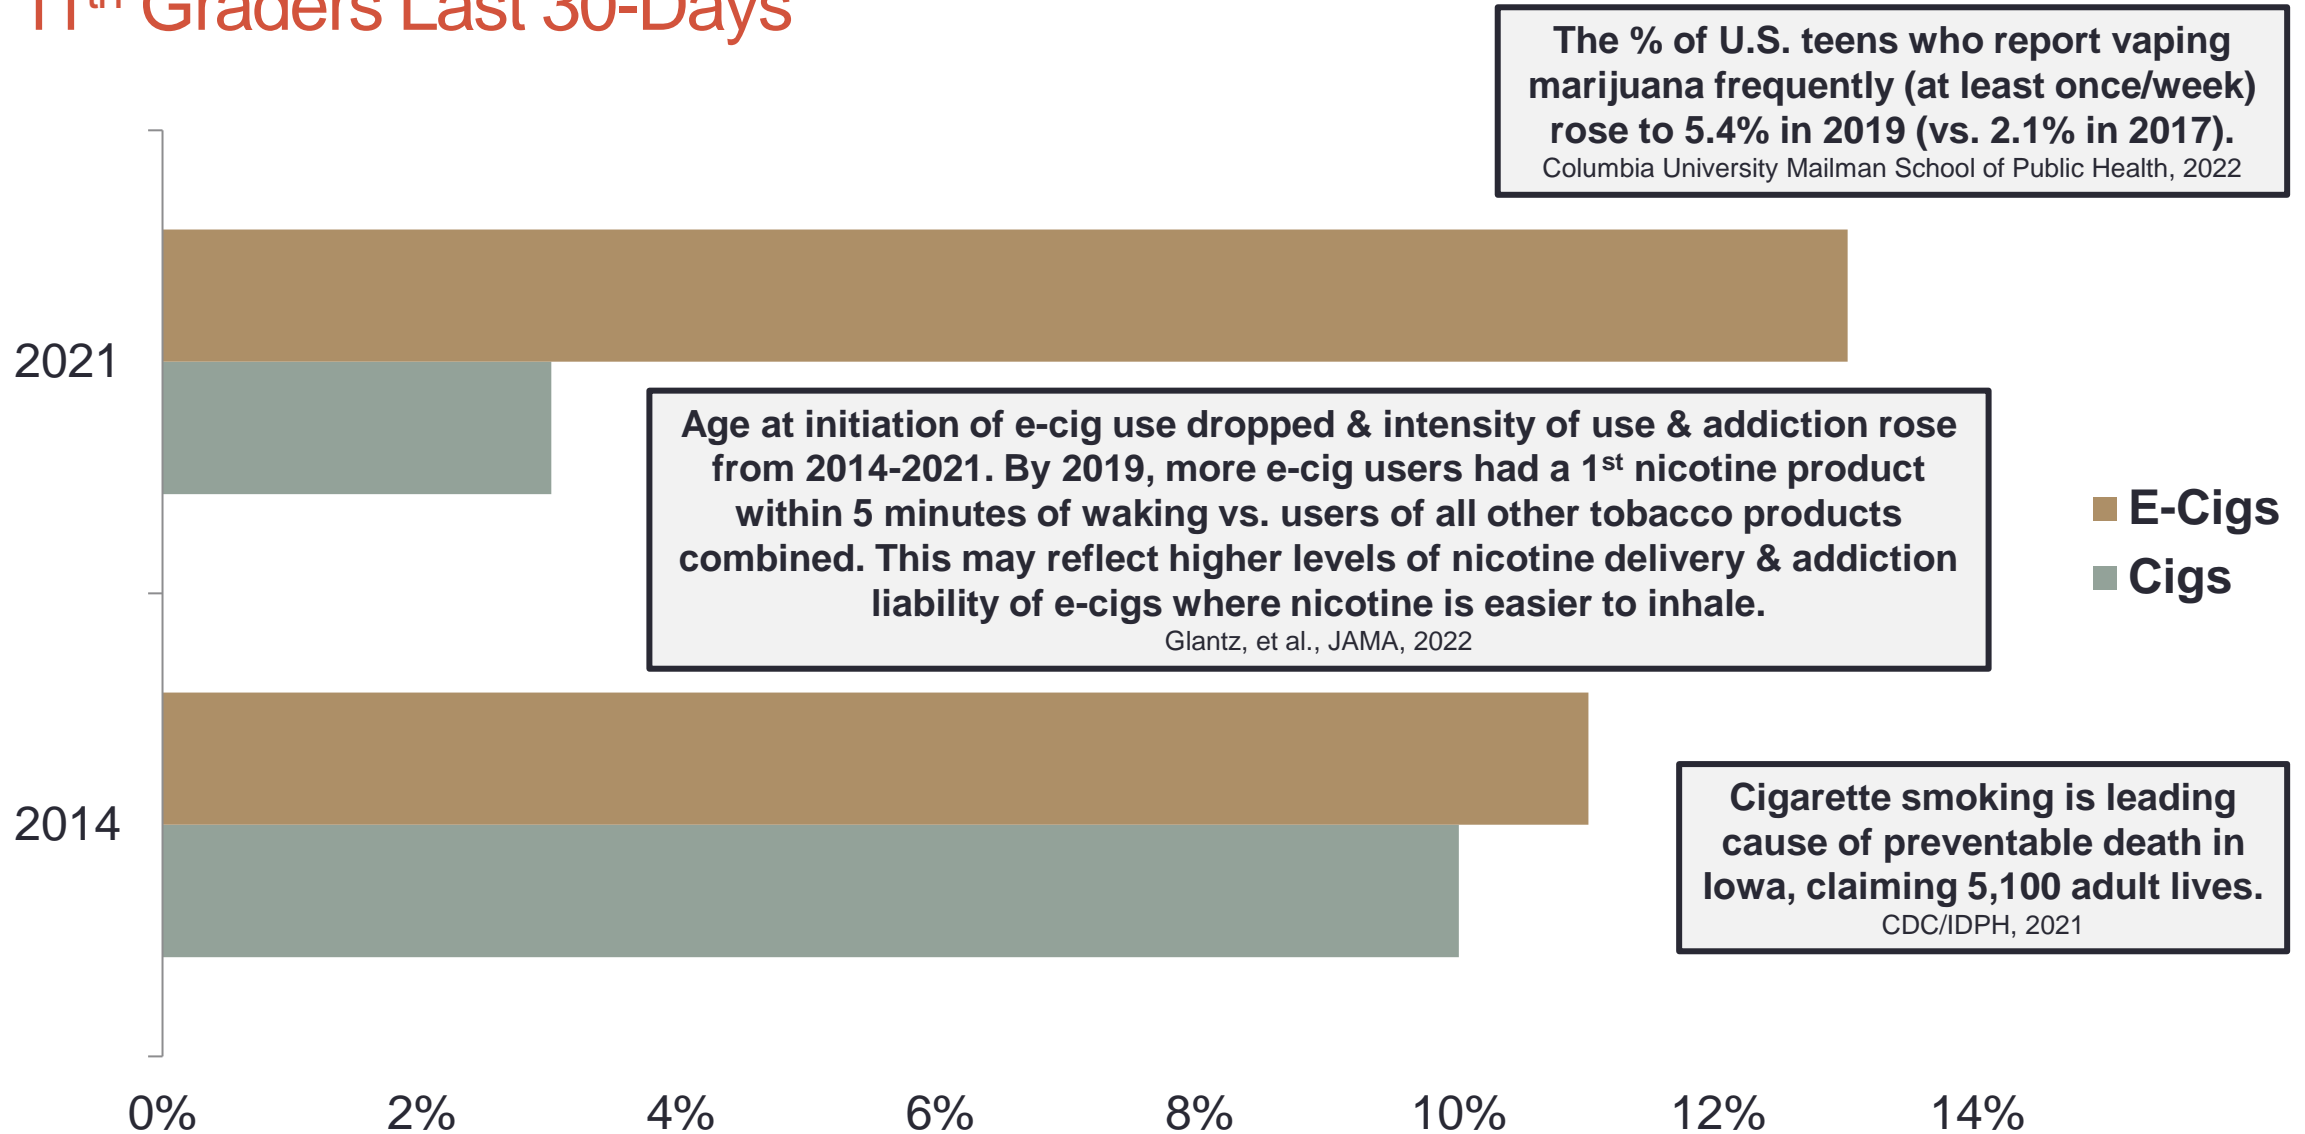 11th Graders Last 30-Days
The % of U.S. teens who report vaping
marijuana frequently (at least once/week)
rose to 5.4% in 2019 (vs. 2.1% in 2017).
Columbia University Mailman School of Public Health, 2022
2021
Age at initiation of e-cig use dropped & intensity of use & addiction rose
from 2014-2021. By 2019, more e-cig users had a 1st nicotine product
within 5 minutes of waking vs. users of all other tobacco products
combined. This may reflect higher levels of nicotine delivery & addiction
liability of e-cigs where nicotine is easier to inhale.
Glantz, et al., JAMA, 2022
E-Cigs
Cigs
2014
Cigarette smoking is leading
cause of preventable death in
Iowa, claiming 5,100 adult lives.
CDC/IDPH, 2021
0% 2% 4% 6% 8% 10% 12% 14%